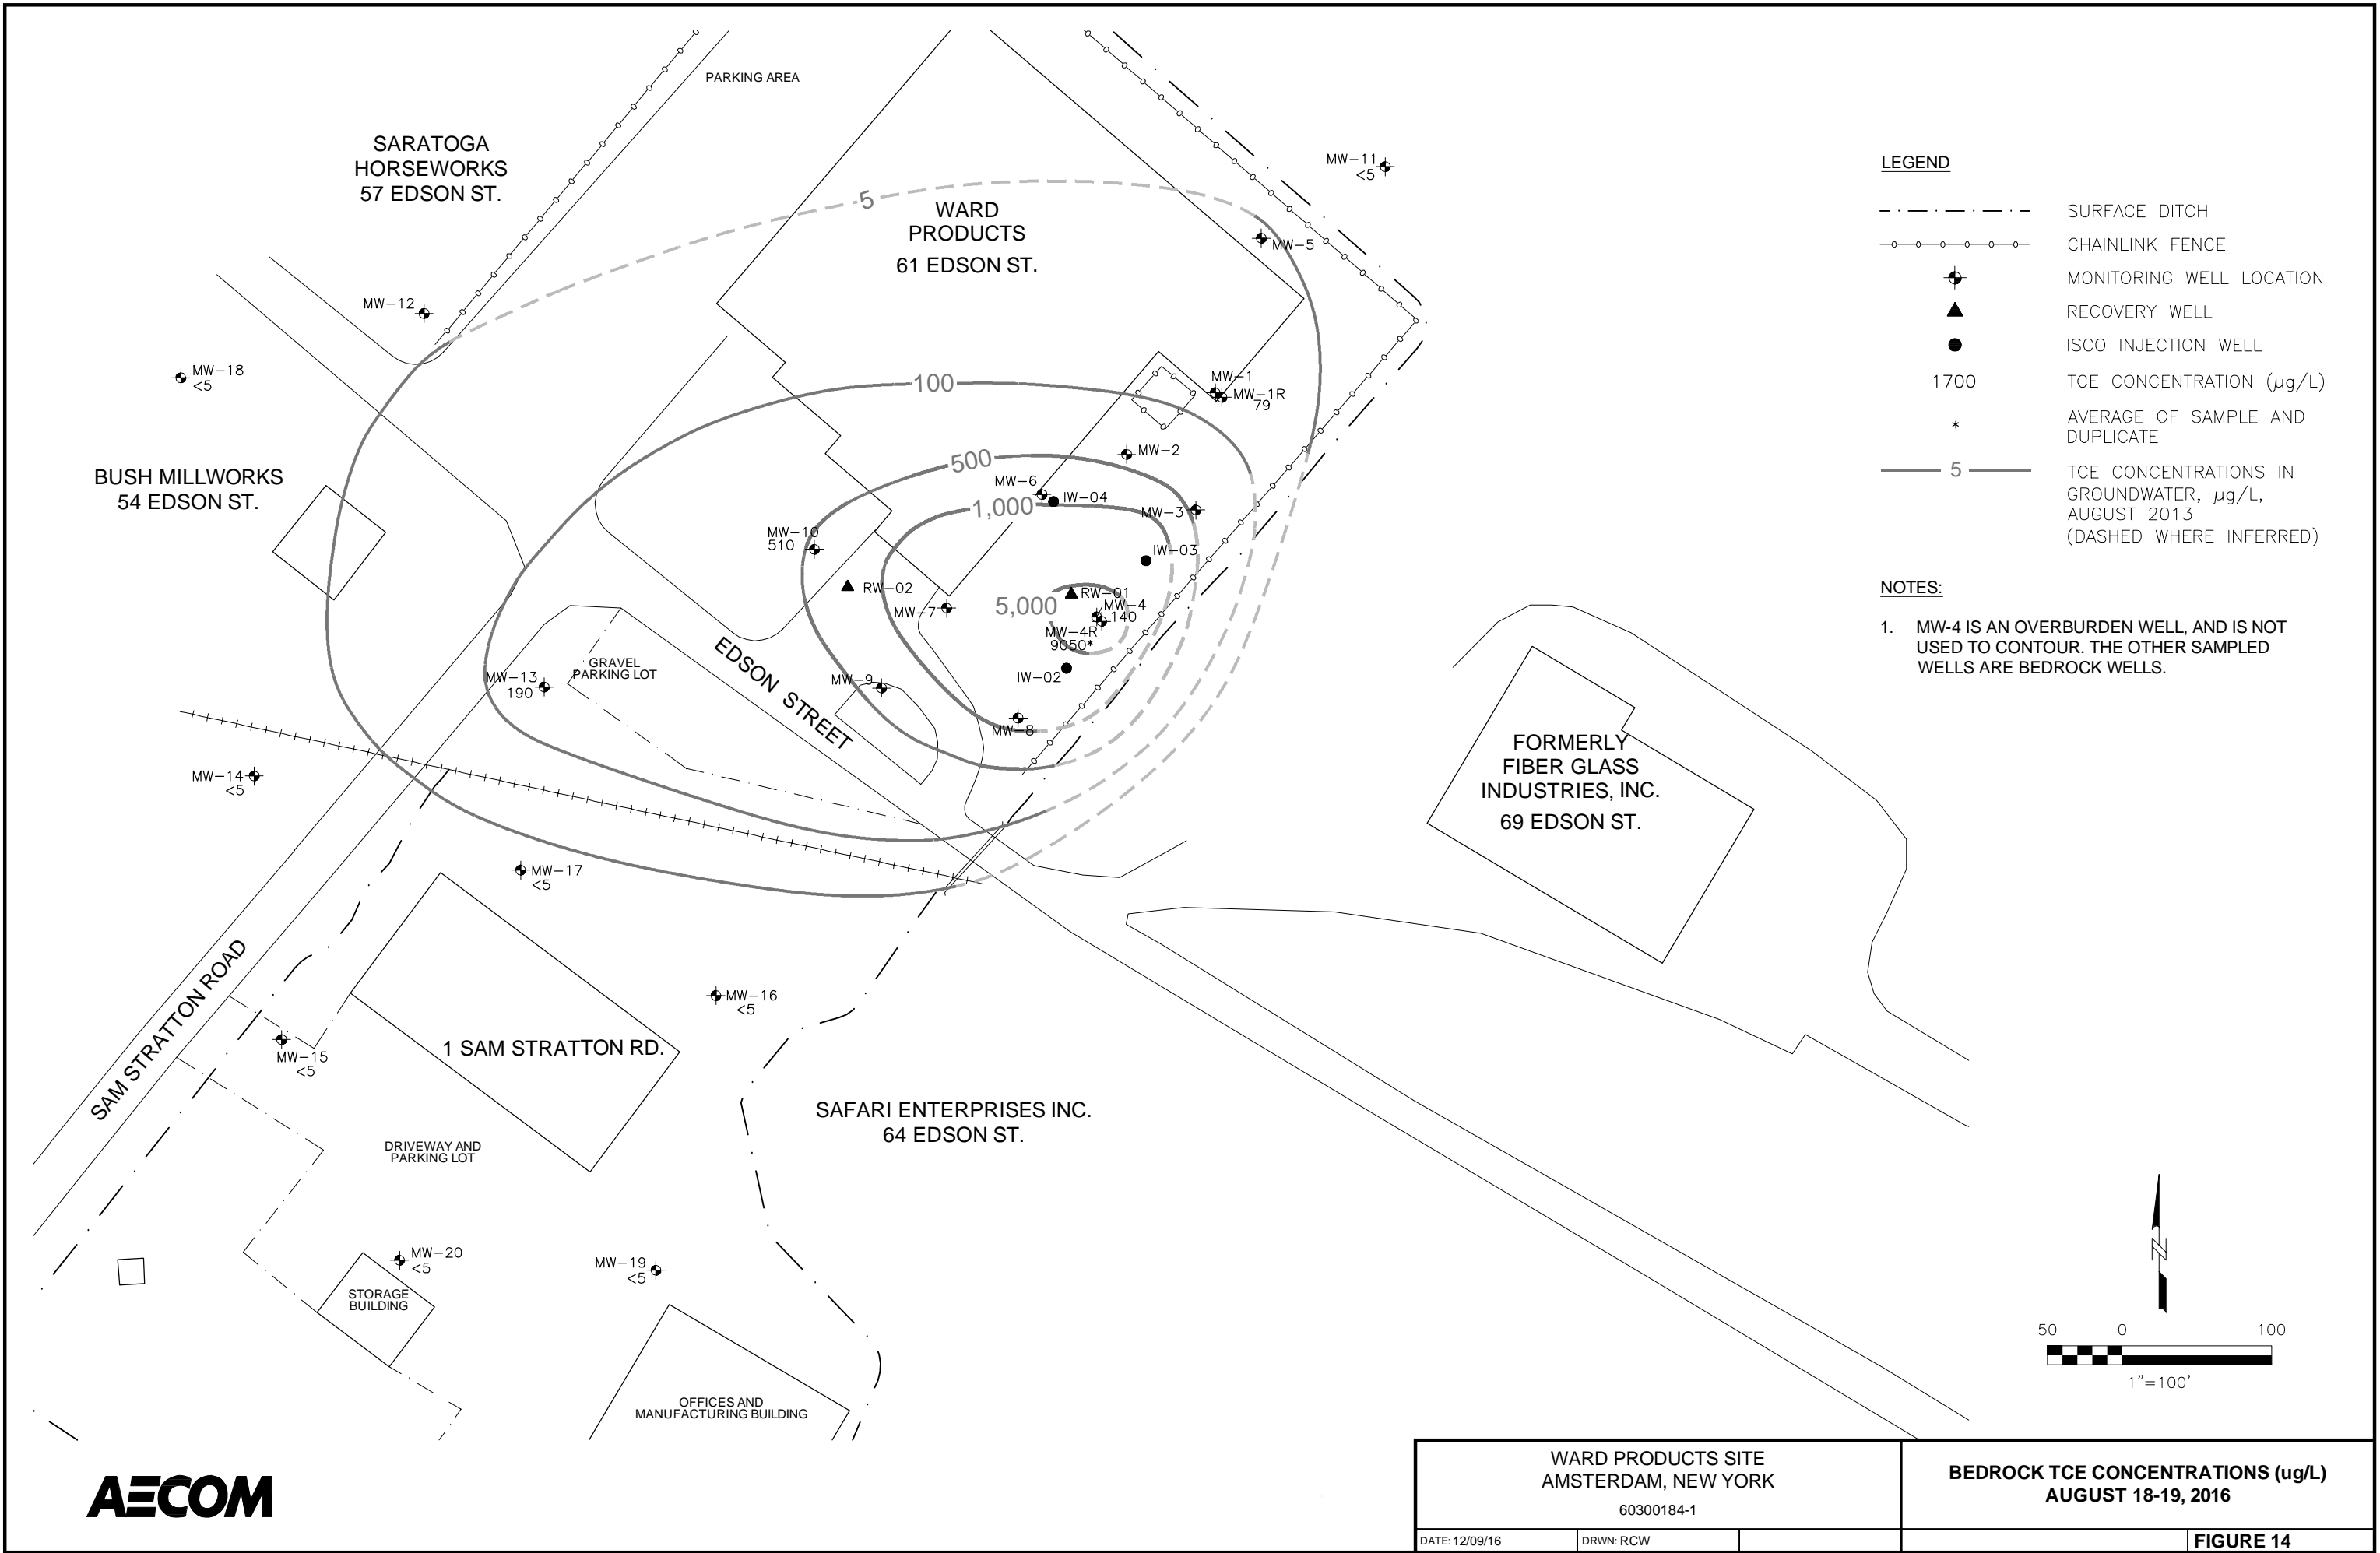 PARKING AREA
SARATOGA
HORSEWORKS
57 EDSON ST.
WARD
PRODUCTS
61 EDSON ST.
5
MW-11
<5
MW-5
MW-12
MW-18
<5
BUSH MILLWORKS
54 EDSON ST.
100
MW-1
MW-1R
79
MW-2
500
MW-6
IW-04
1,000
MW-3
MW-10
510
IW-03
RW-02
RW-01
5,000
MW-4
140
MW-7
MW-4R
9050*
IW-02
MW-13
190
GRAVEL
PARKING LOT
EDSON STREET
MW-9
MW-8
MW-14
<5
MW-17
<5
FORMERLY
FIBER GLASS
INDUSTRIES, INC.
69 EDSON ST.
SAM STRATTON ROAD
MW-16
<5
MW-15
<5
1 SAM STRATTON RD.
SAFARI ENTERPRISES INC.
64 EDSON ST.
DRIVEWAY AND
PARKING LOT
MW-20
<5
MW-19
<5
STORAGE
BUILDING
OFFICES AND
MANUFACTURING BUILDING
LEGEND
SURFACE DITCH
CHAINLINK FENCE
MONITORING WELL LOCATION
RECOVERY WELL
ISCO INJECTION WELL
1700 TCE CONCENTRATION (µg/L)
* AVERAGE OF SAMPLE AND
DUPLICATE
5 TCE CONCENTRATIONS IN
GROUNDWATER, µg/L,
AUGUST 2013
(DASHED WHERE INFERRED)
NOTES:
1. MW-4 IS AN OVERBURDEN WELL, AND IS NOT
USED TO CONTOUR. THE OTHER SAMPLED
WELLS ARE BEDROCK WELLS.
N
50 0 100
1"=100'
AECOM
WARD PRODUCTS SITE
AMSTERDAM, NEW YORK
60300184-1
DATE: 12/09/16
DRWN: RCW
BEDROCK TCE CONCENTRATIONS (ug/L)
AUGUST 18-19, 2016
FIGURE 14